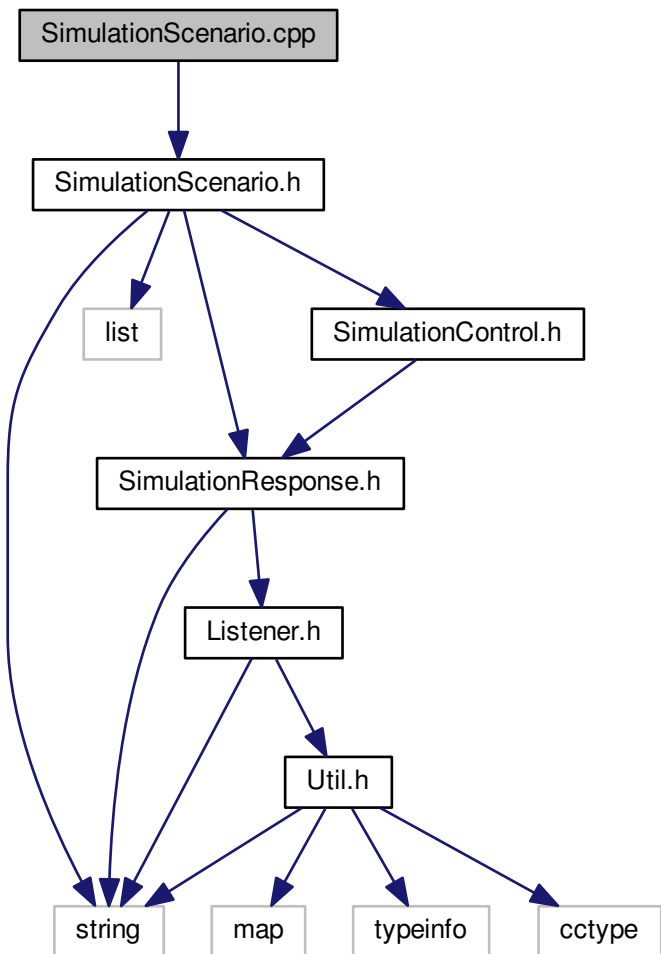 SimulationScenario.cpp
SimulationScenario.h
list
SimulationControl.h
SimulationResponse.h
Listener.h
Util.h
string
map
typeinfo
cctype